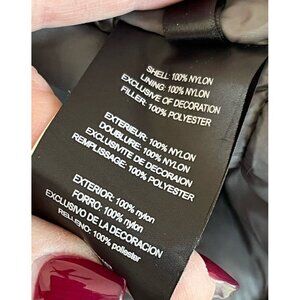 SHELL: 100% NYLON
LINING: 100% NYLON
EXCLUSIVE OF DECORATION
FILLER: 100% POLYESTER
EXTERIEUR: 100% NYLON
DOUBLURE: 100% NYLON
EXCLUSIVITE DE DECORAION
REMPLISSAGE: 100% POLYESTER
EXTERIOR: 100% nylon
FORRO: 100% nylon
EXCLUSIVO DE LA DECORACION
RELLENO: 100% poliester